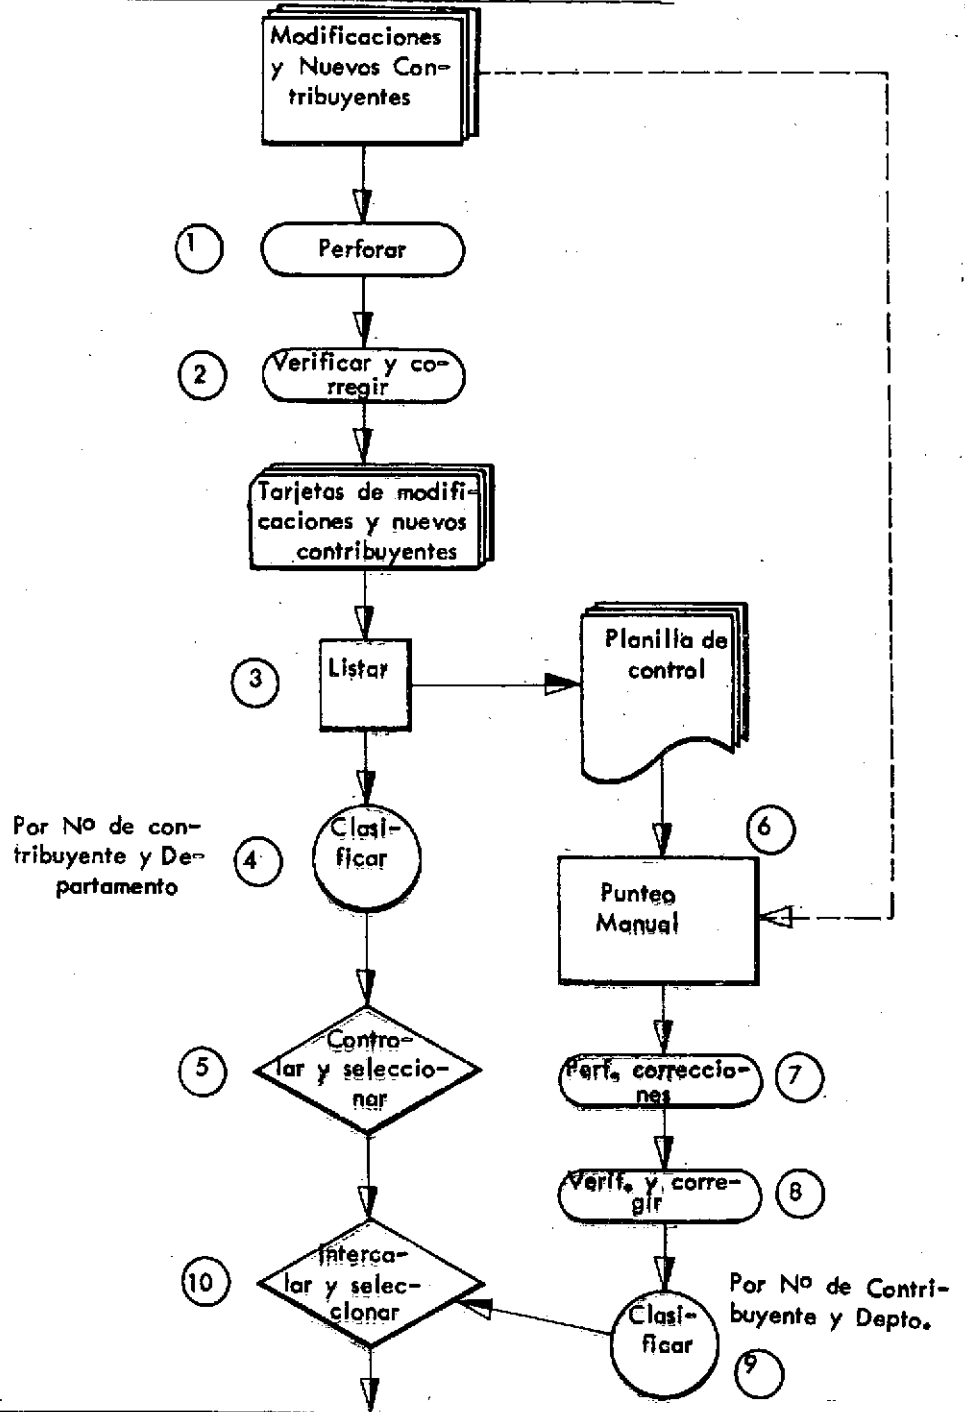 Modificaciones
y Nuevos Con-
tribuyentes
1
Perforar
2
Verificar y co-
rregir
Tarjetas de modifi-
caciones y nuevos
contribuyentes
3
Listar
Planilla de
control
Por Nº de con-
tribuyente y De-
partamento
4
Clasi-
ficar
6
Punteo
Manual
5
Contro-
lar y seleccio-
nar
Perf. correccio-
nes
7
Verif. y corre-
gir
8
10
Interca-
lar y selec-
cionar
Clasi-
ficar
9
Por Nº de Contri-
buyente y Depto.